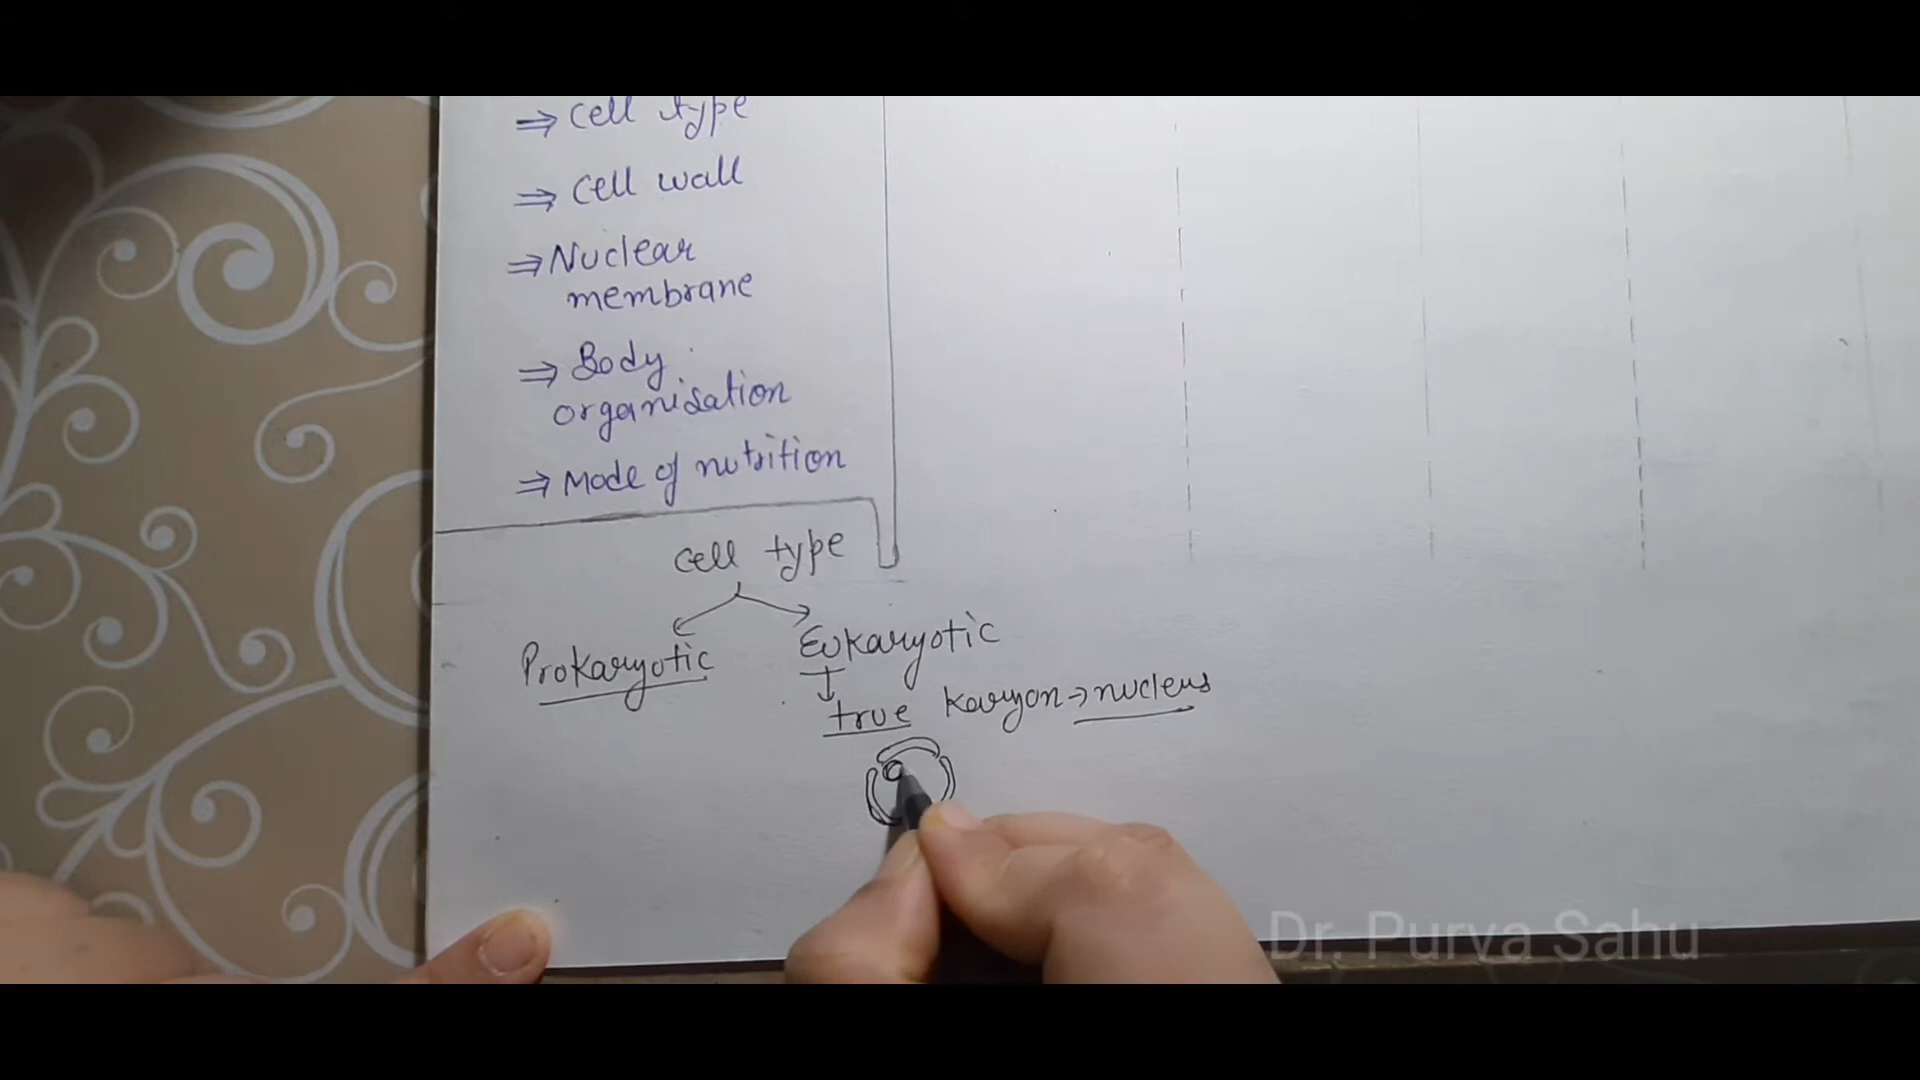 ⇒ cell type
⇒ cell wall
⇒ Nuclear
membrane
⇒ Body
organisation
⇒ Mode of nutrition
cell type
Prokaryotic Eukaryotic
true Karyon → nucleus
Dr. Purva Sahu